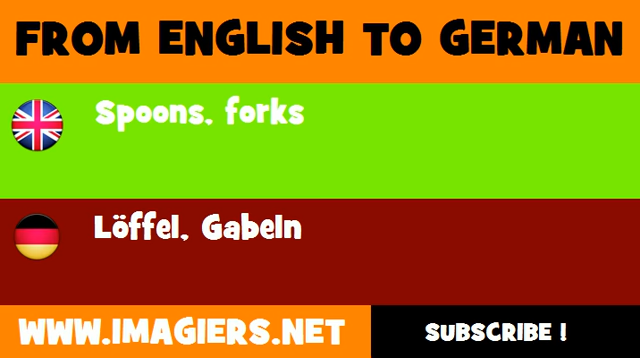 FROM ENGLISH TO GERMAN
Spoons, forks
Löffel, Gabeln
WWW.IMAGIERS.NET
SUBSCRIBE !